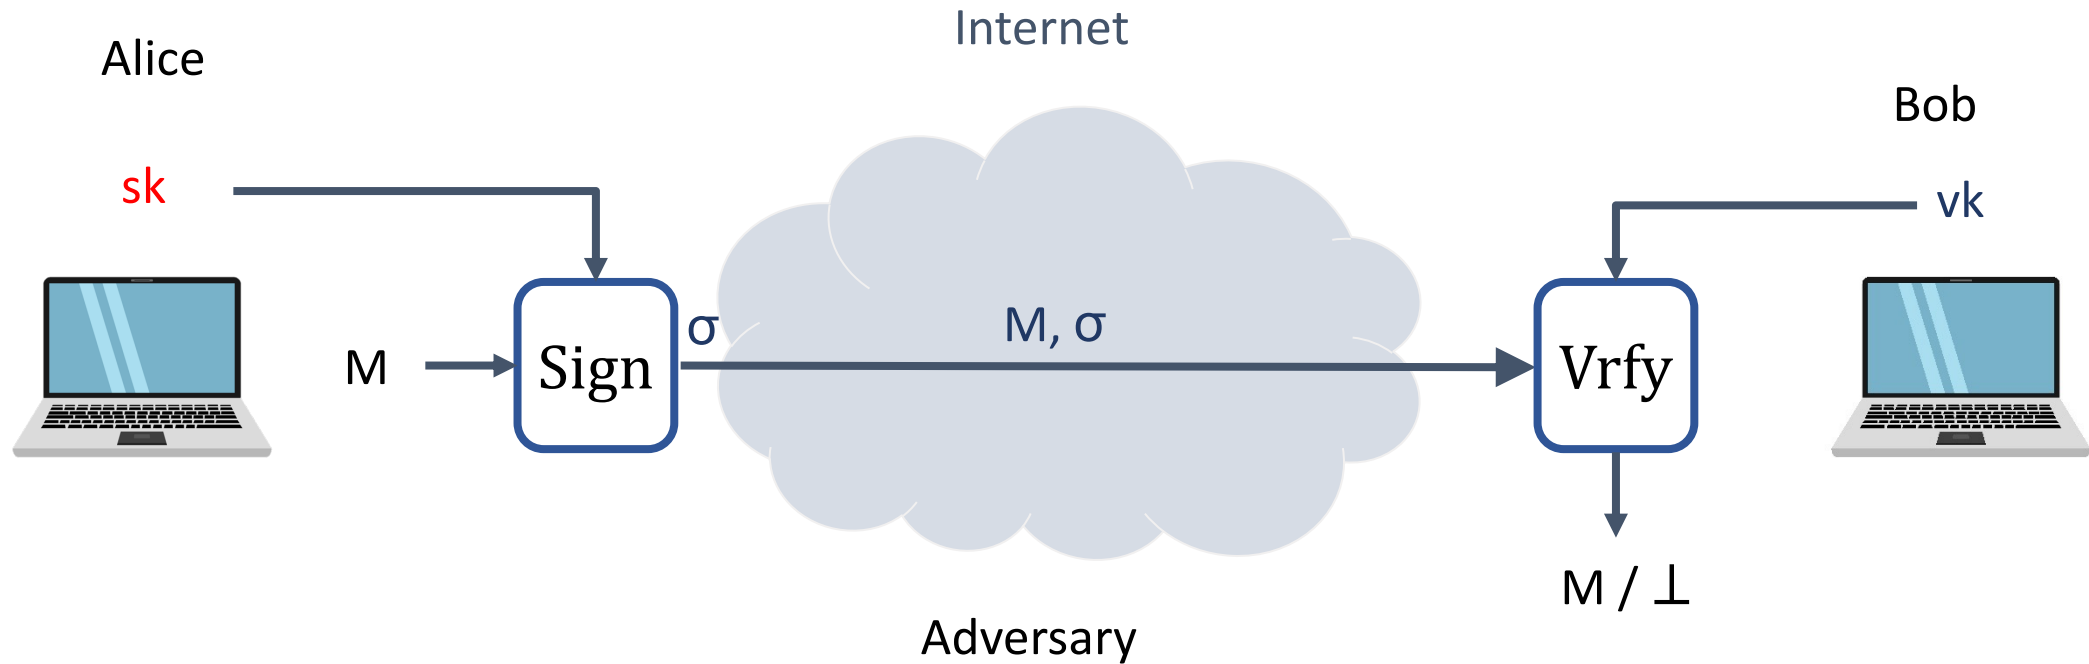 Internet
Alice
Bob
sk
vk
σ
M, σ
M
Sign
Vrfy
M / ⊥
Adversary